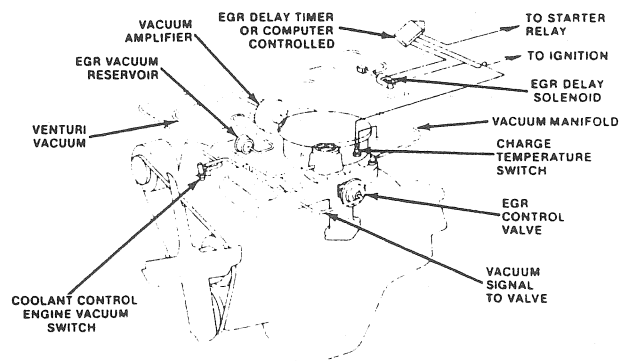 VACUUM
AMPLIFIER
EGR DELAY TIMER
OR COMPUTER
CONTROLLED
TO STARTER
RELAY
EGR VACUUM
RESERVOIR
TO IGNITION
EGR DELAY
SOLENOID
VENTURI
VACUUM
VACUUM MANIFOLD
CHARGE
TEMPERATURE
SWITCH
EGR
CONTROL
VALVE
VACUUM
SIGNAL
TO VALVE
COOLANT CONTROL
ENGINE VACUUM
SWITCH